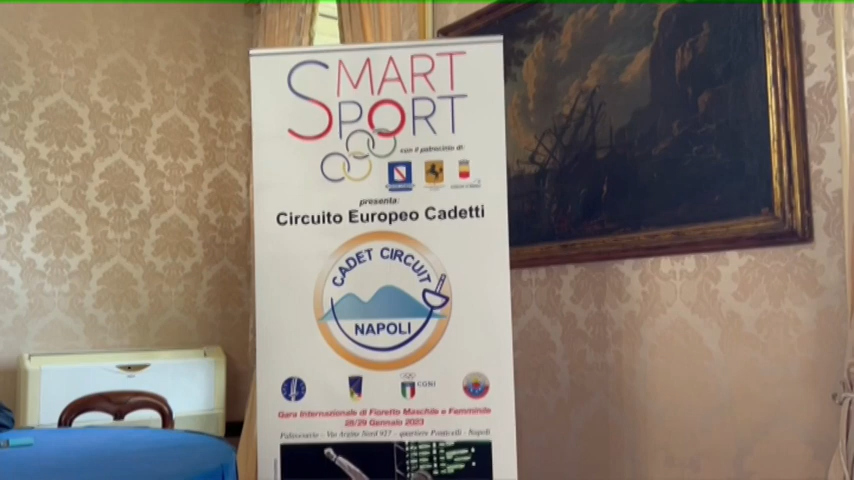 SMART
SPORT
con il patrocinio di:
presenta:
Circuito Europeo Cadetti
CADET CIRCUIT
NAPOLI
CONI
Gara Internazionale di Fioretto Maschile e Femminile
28/29 Gennaio 2023
Palavesuvio - Via Argine Nord 927 - quartiere Ponticelli - Napoli